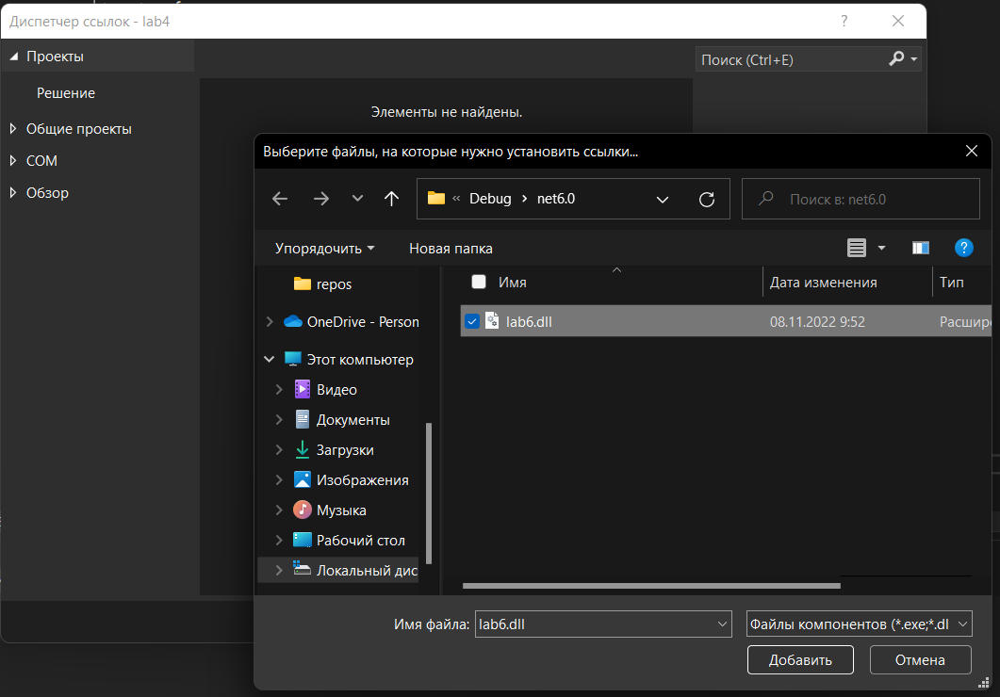 Диспетчер ссылок - lab4
Проекты
Поиск (Ctrl+E)
Решение
Элементы не найдены.
Общие проекты
COM
Обзор
Выберите файлы, на которые нужно установить ссылки...
« Debug › net6.0
Поиск в: net6.0
Упорядочить
Новая папка
repos
Имя
Дата изменения
Тип
OneDrive - Person
lab6.dll
08.11.2022 9:52
Расшире
Этот компьютер
Видео
Документы
Загрузки
Изображения
Музыка
Рабочий стол
Локальный дис
Имя файла:
lab6.dll
Файлы компонентов (*.exe;*.dl
Добавить
Отмена